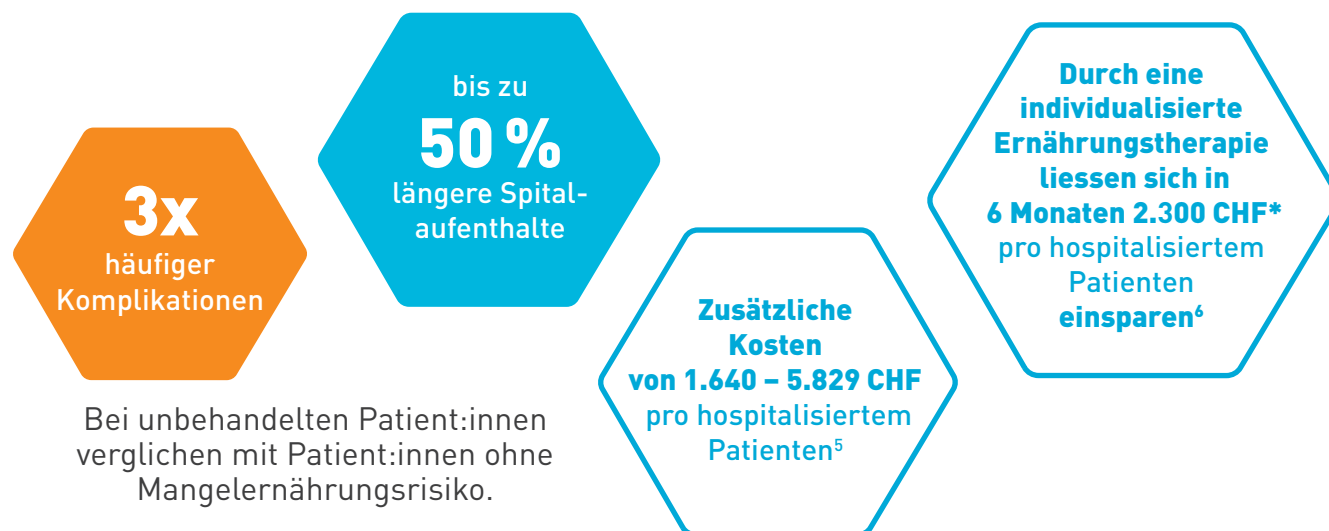 3x
häufiger
Komplikationen
bis zu
50 %
längere Spital-
aufenthalte
Bei unbehandelten Patient:innen
verglichen mit Patient:innen ohne
Mangelernährungsrisiko.
Zusätzliche
Kosten
von 1.640 – 5.829 CHF
pro hospitalisiertem
Patienten⁵
Durch eine
individualisierte
Ernährungstherapie
liessen sich in
6 Monaten 2.300 CHF*
pro hospitalisiertem
Patienten
einsparen⁶